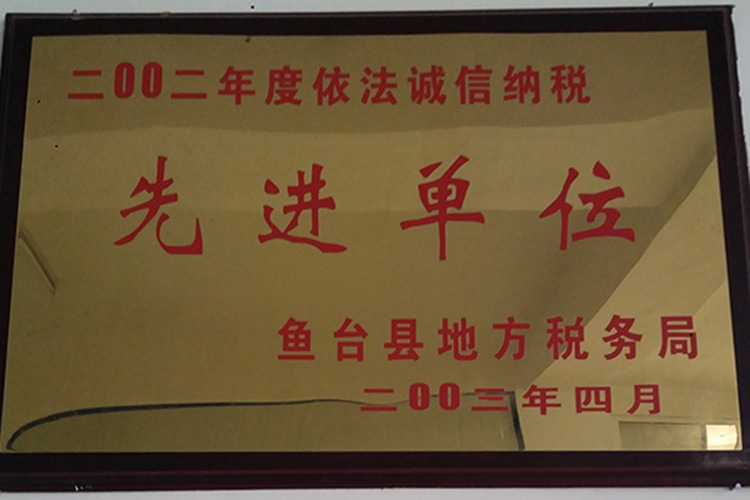 二00二年度依法诚信纳税
先进单位
鱼台县地方税务局
二00三年四月